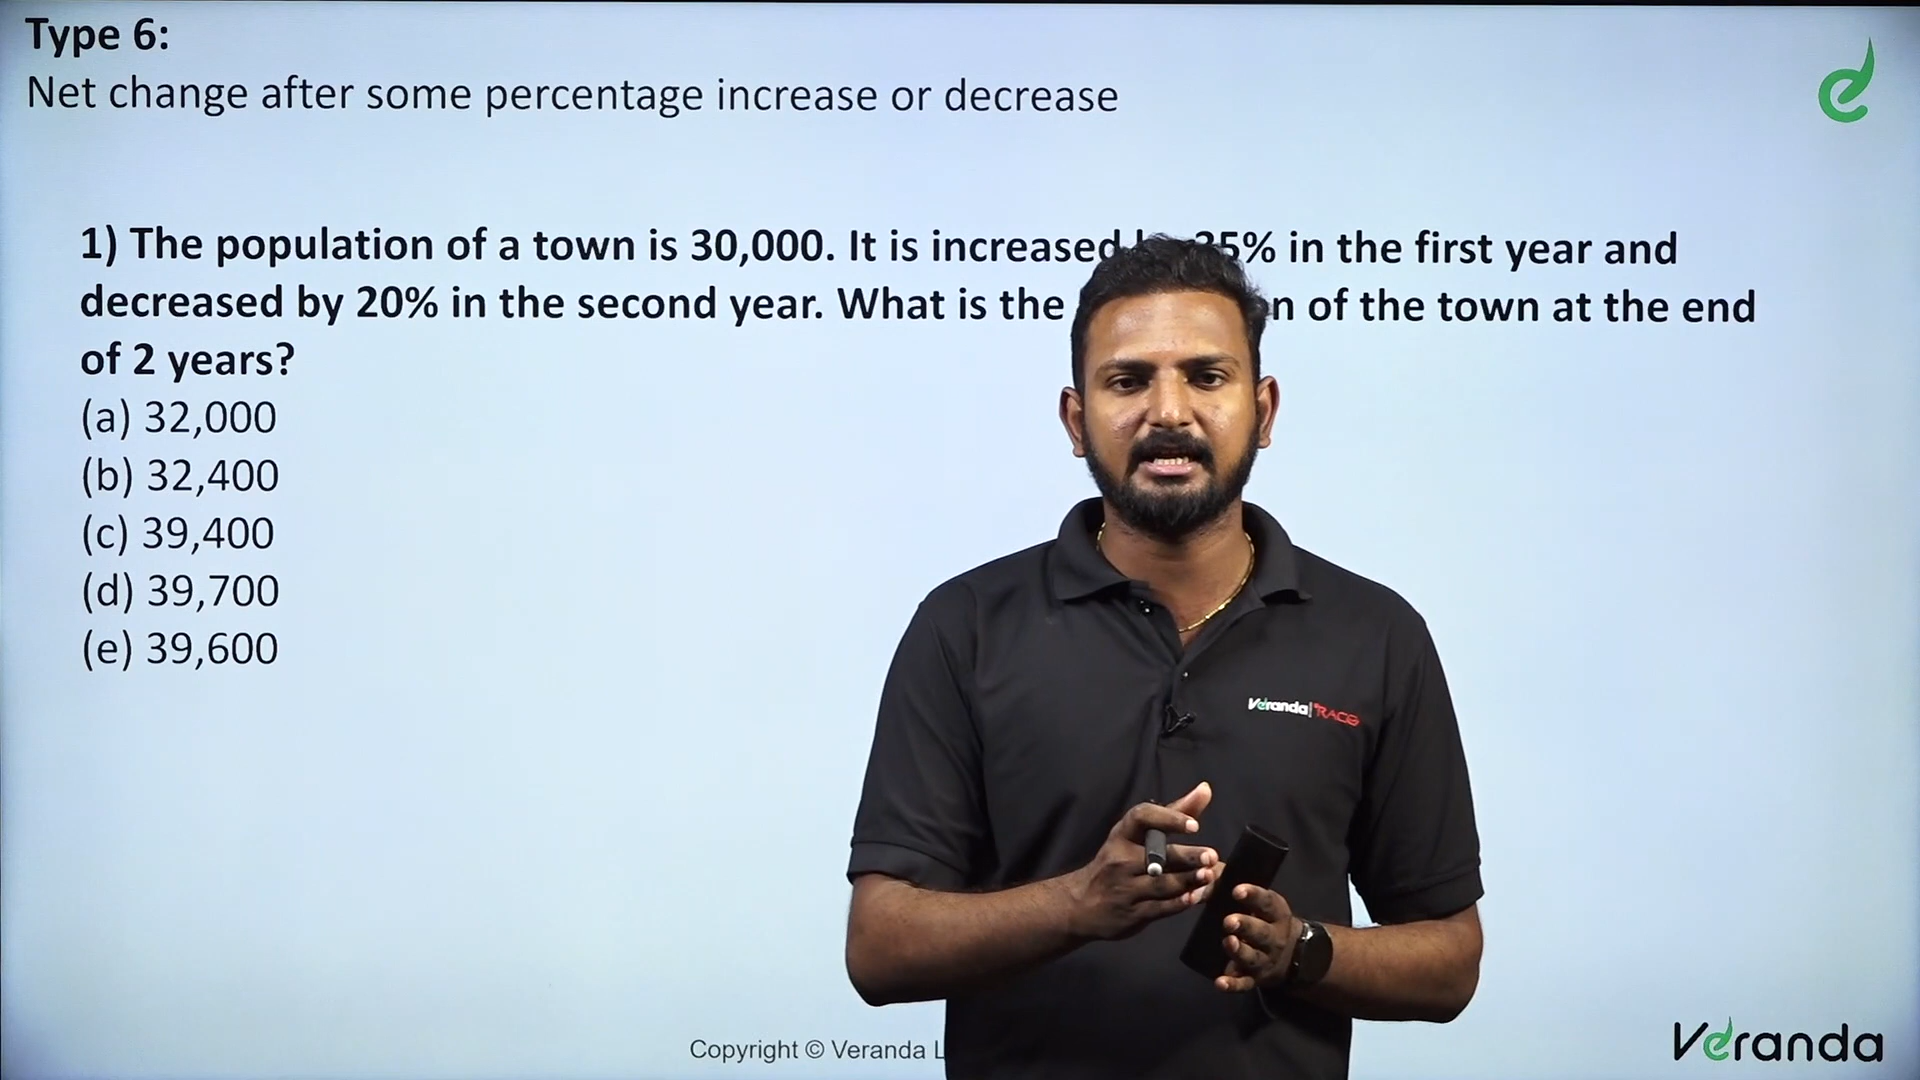 Type 6:
Net change after some percentage increase or decrease
1) The population of a town is 30,000. It is increased 35% in the first year and
decreased by 20% in the second year. What is the of the town at the end
of 2 years?
(a) 32,000
(b) 32,400
(c) 39,400
(d) 39,700
(e) 39,600
Veranda RACE
Copyright © Veranda
Veranda